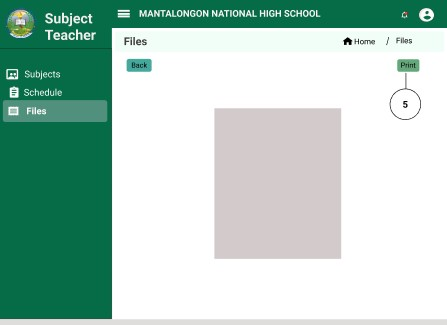 Subject
Teacher
MANTALONGON NATIONAL HIGH SCHOOL
Files
Home / Files
Subjects
Schedule
Files
Back
Print
5